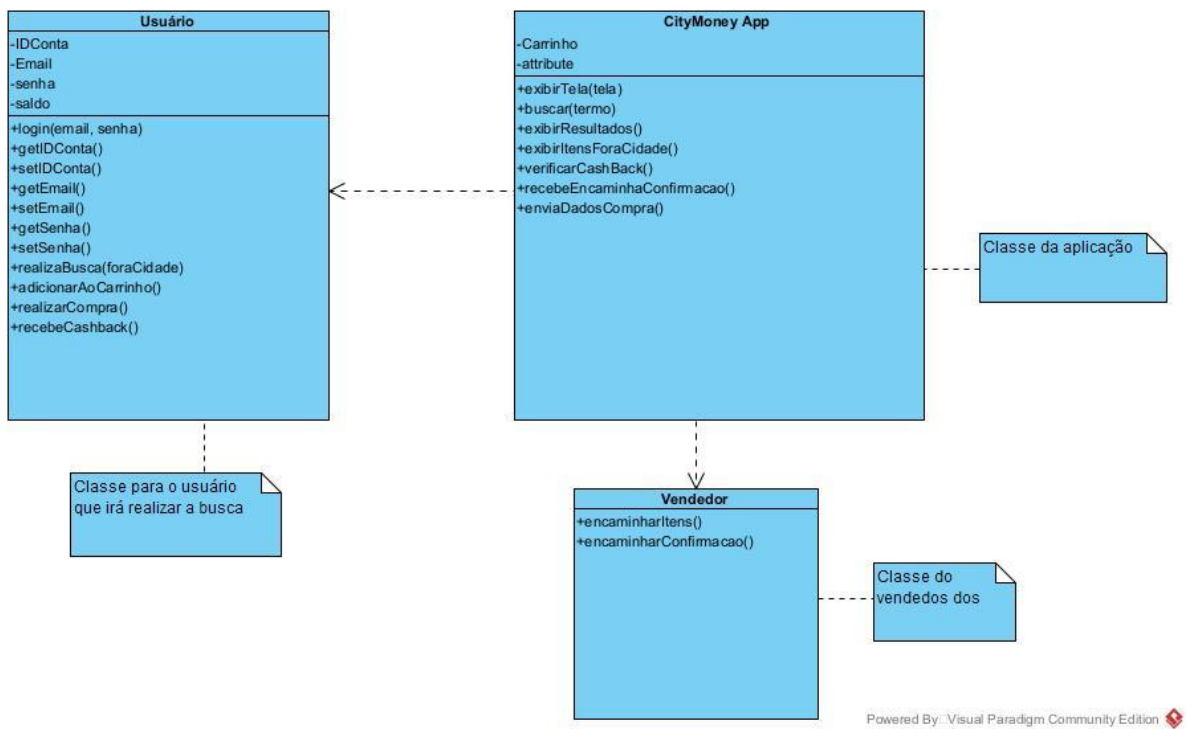 Usuário
-IDConta
-Email
-senha
-saldo
+login(email, senha)
+getIDConta()
+setIDConta()
+getEmail()
+setEmail()
+getSenha()
+setSenha()
+realizaBusca(foraCidade)
+adicionarAoCarrinho()
+realizarCompra()
+recebeCashback()
CityMoney App
-Carrinho
-attribute
+exibirTela(tela)
+buscar(termo)
+exibirResultados()
+exibirItensForaCidade()
+verificarCashBack()
+recebeEncaminhaConfirmacao()
+enviaDadosCompra()
Classe da aplicação
Classe para o usuário
que irá realizar a busca
Vendedor
+encaminharItens()
+encaminharConfirmacao()
Classe do
vendedos dos
Powered By Visual Paradigm Community Edition